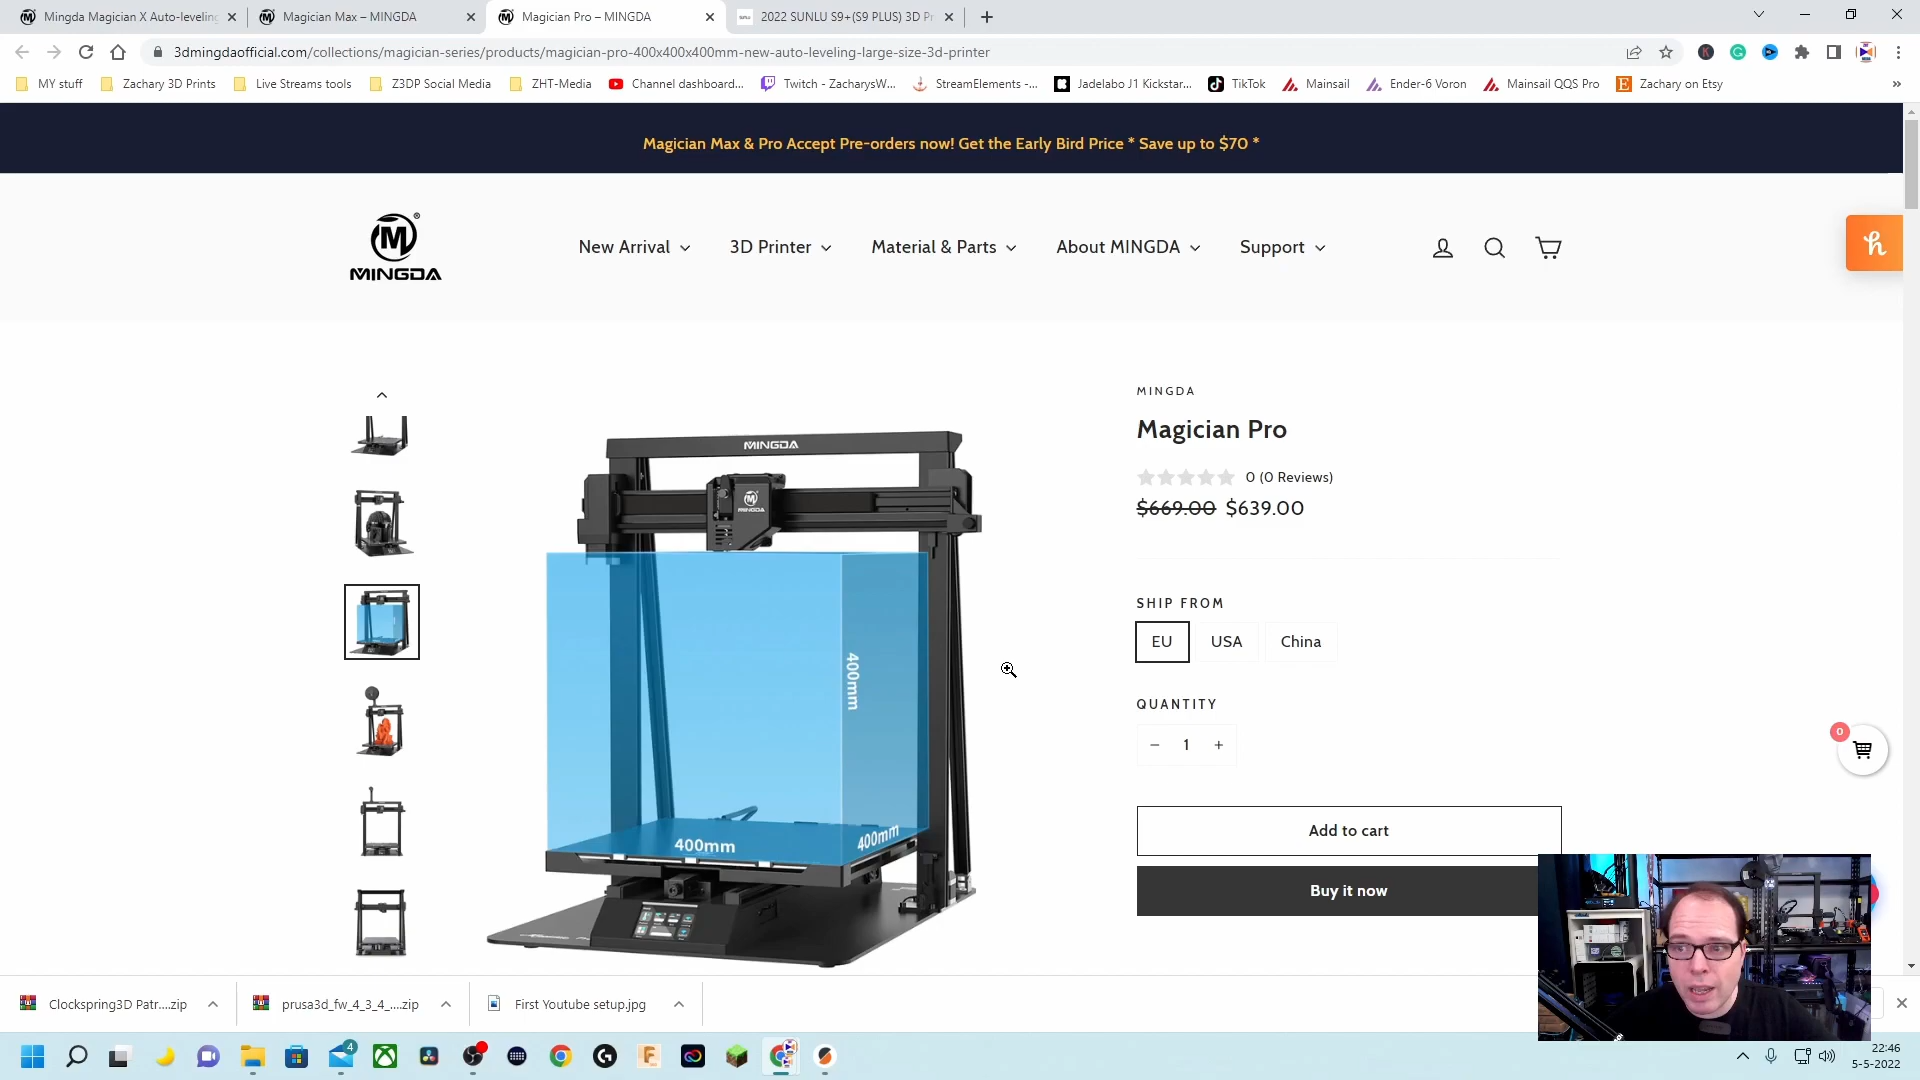 Mingda Magician X Auto-leveling
Magician Max – MINGDA
Magician Pro – MINGDA
2022 SUNLU S9+(S9 PLUS) 3D Pr
3dmingdaofficial.com/collections/magician-series/products/magician-pro-400x400x400mm-new-auto-leveling-large-size-3d-printer
MY stuff
Zachary 3D Prints
Live Streams tools
Z3DP Social Media
ZHT-Media
Channel dashboard...
Twitch - ZacharysW...
StreamElements -...
Jadelabo J1 Kickstar...
TikTok
Mainsail
Ender-6 Voron
Mainsail QQS Pro
Zachary on Etsy
Magician Max & Pro Accept Pre-orders now! Get the Early Bird Price * Save up to $70 *
MINGDA
New Arrival
3D Printer
Material & Parts
About MINGDA
Support
MINGDA
Magician Pro
0 (0 Reviews)
$669.00 $639.00
SHIP FROM
EU
USA
China
QUANTITY
− 1 +
Add to cart
Buy it now
MINGDA
MINGDA
400mm
400mm
400mm
0
Clockspring3D Patr....zip
prusa3d_fw_4_3_4_....zip
First Youtube setup.jpg
4
22:46
5-5-2022